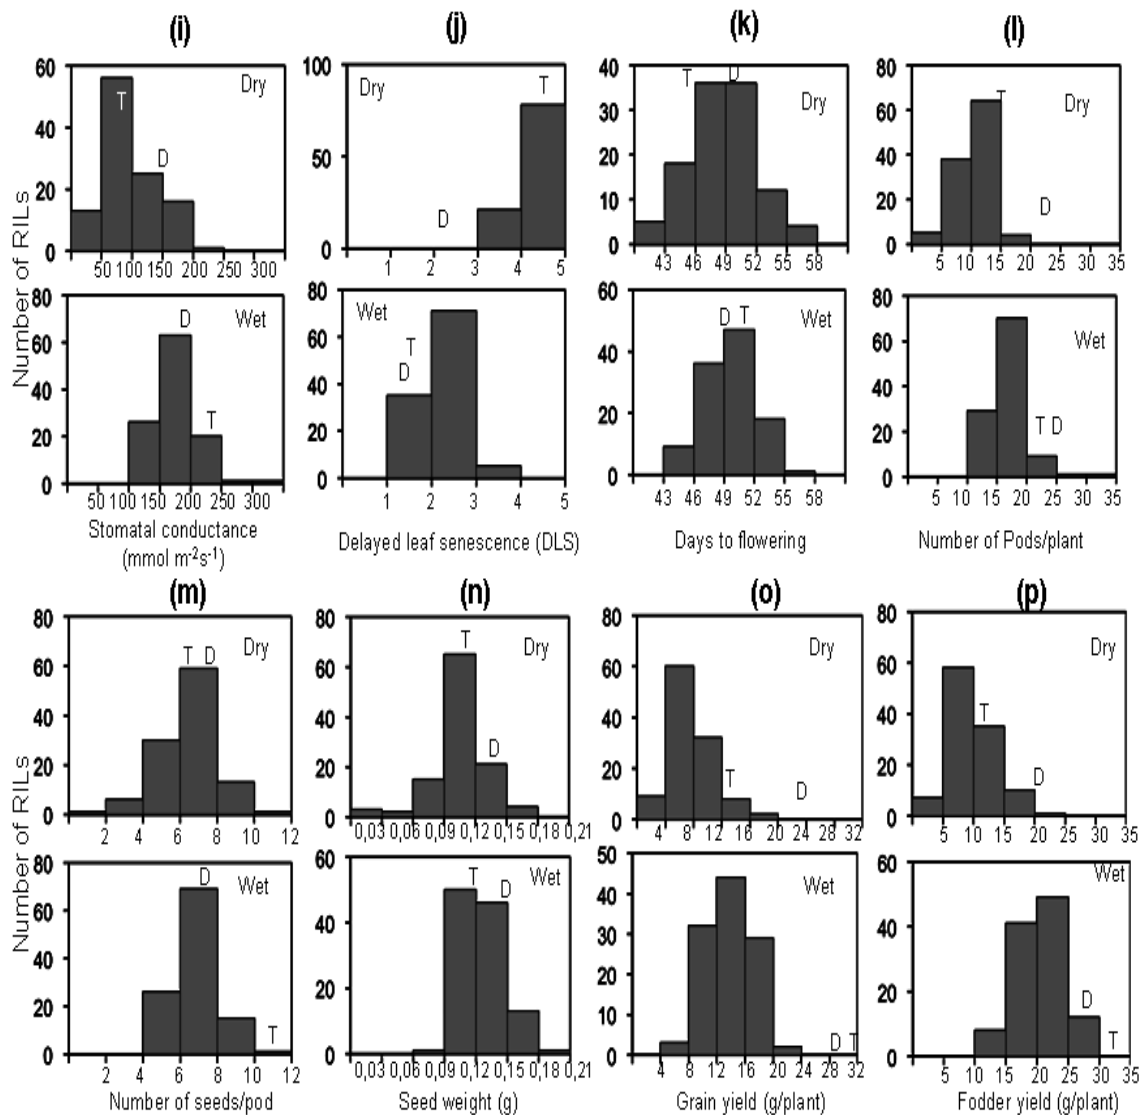 (i) (j) (k) (l)
60 Dry 100 Dry T 40 T D Dry 80 T Dry
T 30 60
40 D 50 20 40
20 D 10 20 D
0 0 0 0
50 100 150 200 300 1 2 3 4 5 43 46 49 52 55 58 5 10 15 20 25 30 35
Number of RILs
80 D Wet 80 Wet 60 D T Wet 80 Wet
60 60 T 40 60
40 T 40 D 40 T D
20 20 20 20
0 0 0 0
50 100 150 200 250 300 1 2 3 4 5 43 46 49 52 55 58 5 10 15 20 25 30 35
Stomatal conductance
(mmol m-2s-1)
Delayed leaf senescence (DLS)
Days to flowering
Number of Pods/plant
(m) (n) (o) (p)
80 Dry 80 T Dry 80 Dry 80 Dry
60 T D 60 60 60
40 40 D 40 40 T
20 20 20 T D 20 D
0 0 0 0
2 4 6 8 10 12 0,03 0,06 0,09 0,12 0,15 0,18 0,21 4 8 12 16 20 24 28 32 5 10 15 20 25 30 35
Number of RILs
80 D Wet 60 T D Wet 50 Wet 60 Wet
60 40 40 40
40 30
20 T 20 20 20 D
10
0 0 0 D T 0 T
2 4 6 8 10 12 0,03 0,06 0,09 0,12 0,15 0,18 0,21 4 8 12 16 20 24 28 32 5 10 15 20 25 30 35
Number of seeds/pod
Seed weight (g)
Grain yield (g/plant)
Fodder yield (g/plant)